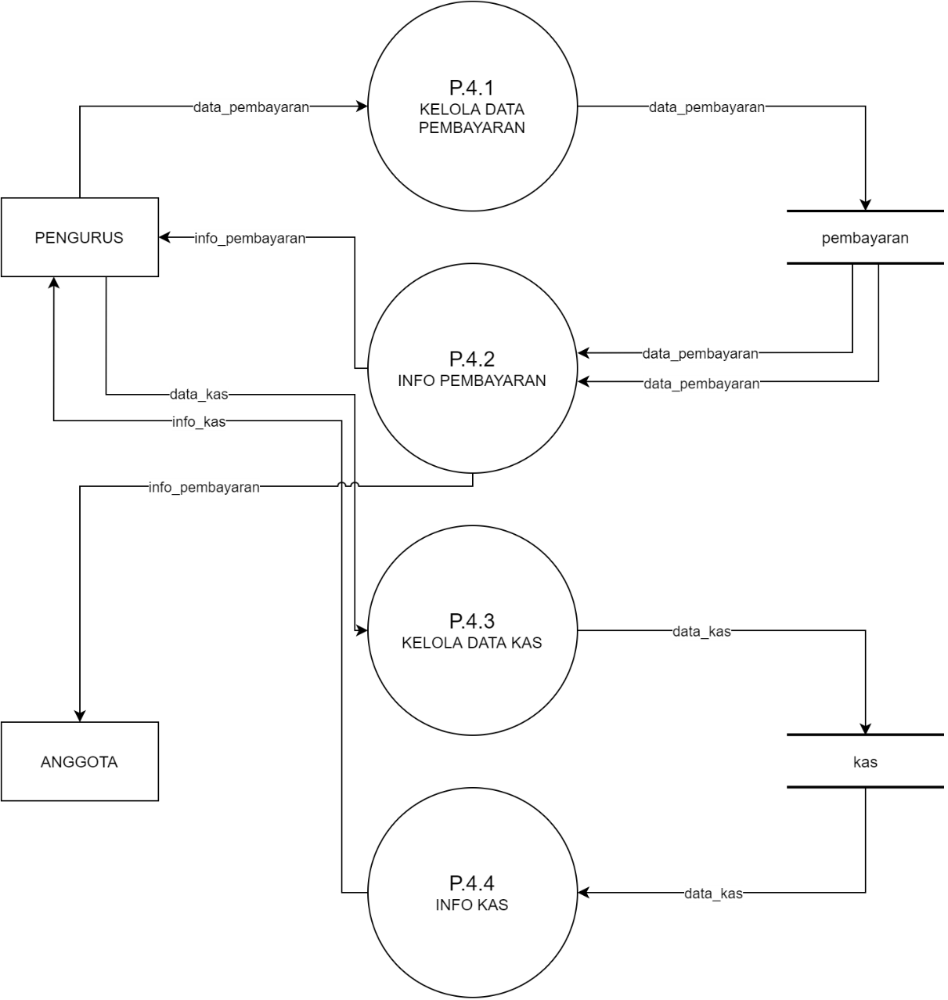 P.4.1
KELOLA DATA
PEMBAYARAN
data_pembayaran
data_pembayaran
PENGURUS
info_pembayaran
pembayaran
P.4.2
INFO PEMBAYARAN
data_pembayaran
data_pembayaran
data_kas
info_kas
info_pembayaran
P.4.3
KELOLA DATA KAS
data_kas
ANGGOTA
kas
P.4.4
INFO KAS
data_kas